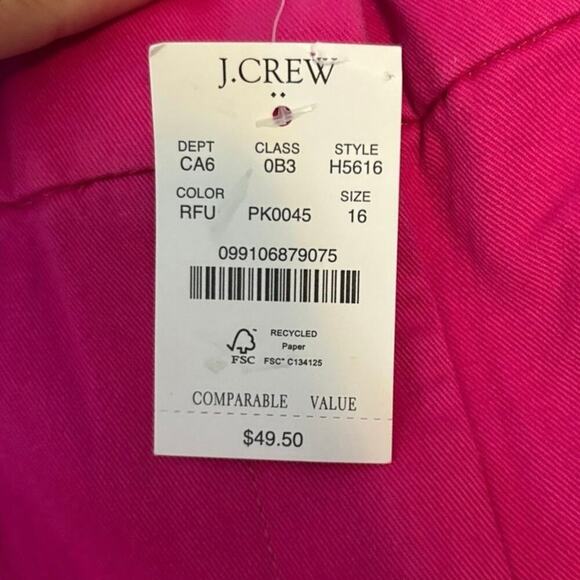 J.CREW
DEPT CLASS STYLE
CA6 0B3 H5616
COLOR SIZE
RFU PK0045 16
099106879075
RECYCLED
Paper
FSC FSC® C134125
COMPARABLE VALUE
$49.50